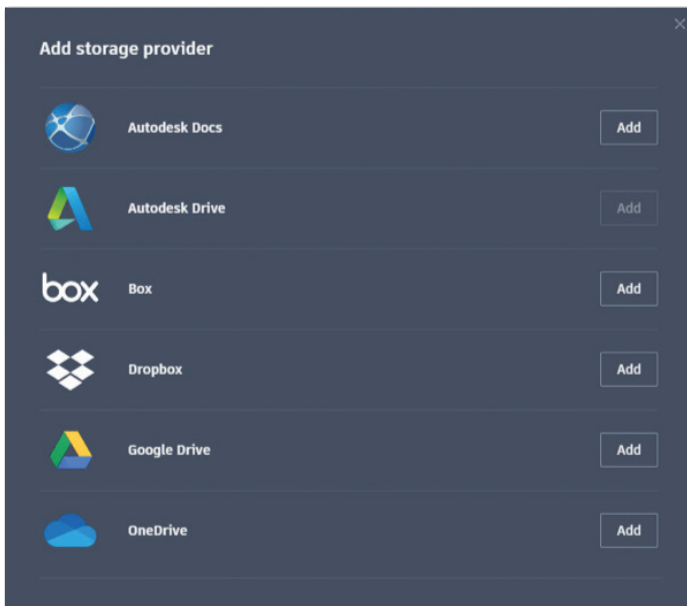 Add storage provider
Autodesk Docs Add
Autodesk Drive Add
box Box Add
Dropbox Add
Google Drive Add
OneDrive Add